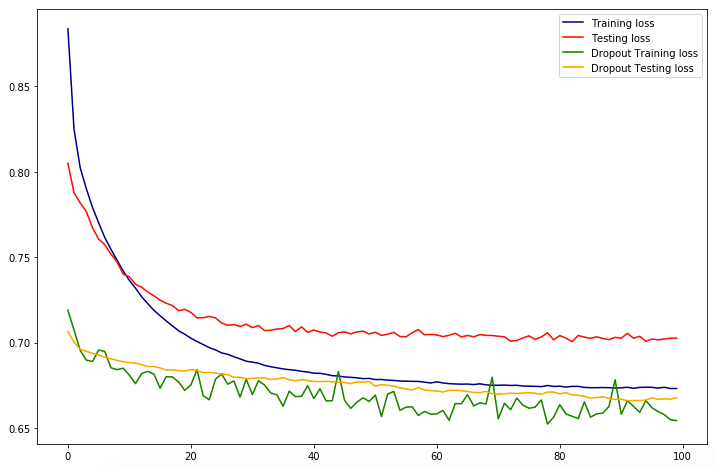 Training loss
Testing loss
Dropout Training loss
Dropout Testing loss
0.85
0.80
0.75
0.70
0.65
0 20 40 60 80 100